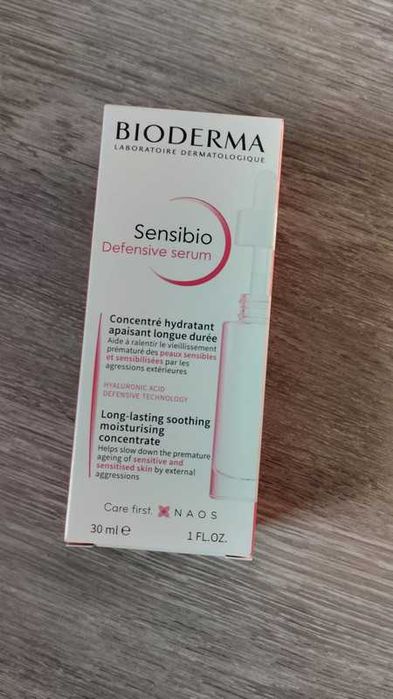 BIODERMA
LABORATOIRE DERMATOLOGIQUE
Sensibio
Defensive serum
Concentré hydratant
apaisant longue durée
Aide à ralentir le vieillissement
prématuré des peaux sensibles
et sensibilisées par les
agressions extérieures
HYALURONIC ACID
DEFENSIVE TECHNOLOGY
Long-lasting soothing
moisturising
concentrate
Helps slow down the premature
ageing of sensitive and
sensitised skin by external
aggressions
Care first. NAOS
30 ml ℮ 1 FL.OZ.